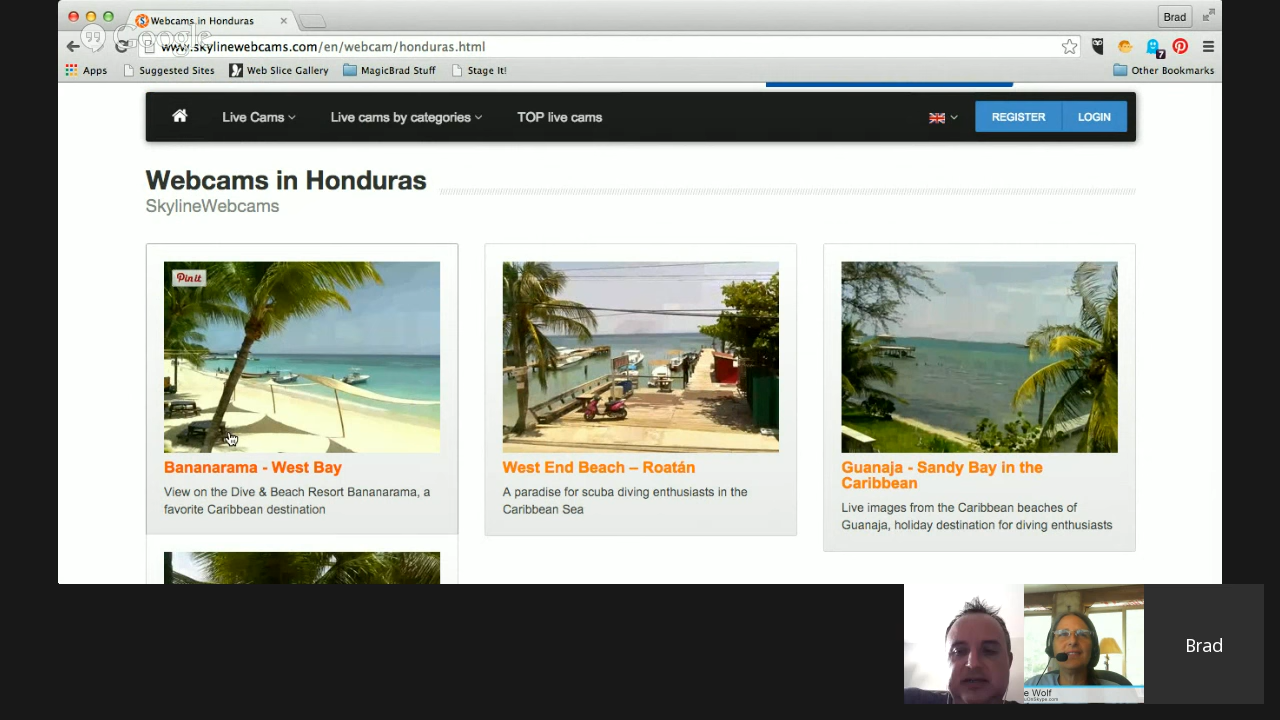 Webcams in Honduras
Brad
Google
www.skylinewebcams.com/en/webcam/honduras.html
7
Apps
Suggested Sites
Web Slice Gallery
MagicBrad Stuff
Stage It!
Other Bookmarks
Live Cams
Live cams by categories
TOP live cams
REGISTER
LOGIN
Webcams in Honduras
SkylineWebcams
Pin it
Bananarama - West Bay
View on the Dive & Beach Resort Bananarama, a
favorite Caribbean destination
West End Beach – Roatán
A paradise for scuba diving enthusiasts in the
Caribbean Sea
Guanaja - Sandy Bay in the
Caribbean
Live images from the Caribbean beaches of
Guanaja, holiday destination for diving enthusiasts
e Wolf
Brad